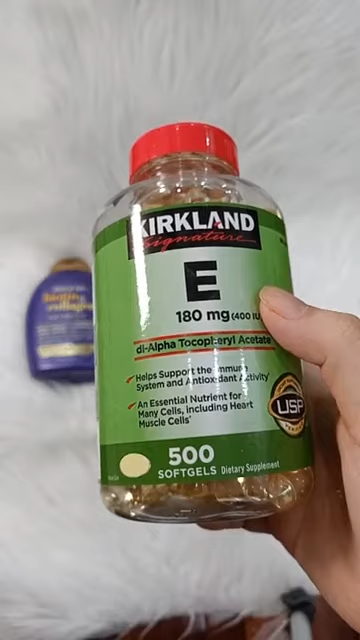 KIRKLAND
Signature
E
180 mg (400 IU
di-Alpha Tocopheryl Acetate
Helps Support the Immune
System and Antioxidant Activity*
An Essential Nutrient for
Many Cells, including Heart
Muscle Cells*
USP
500
SOFTGELS Dietary Supplement
biotin
collagen